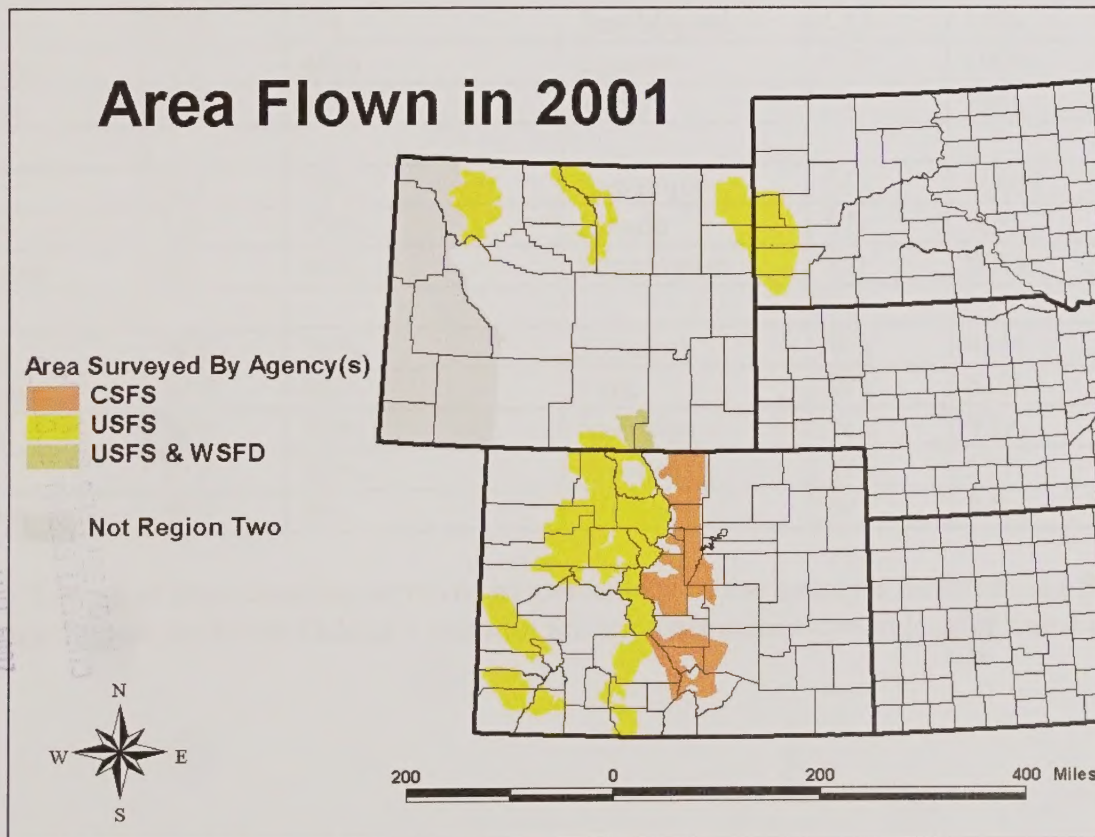 Area Flown in 2001
Area Surveyed By Agency(s)
CSFS
USFS
USFS & WSFD
Not Region Two
N
W E
S
200 0 200 400 Miles